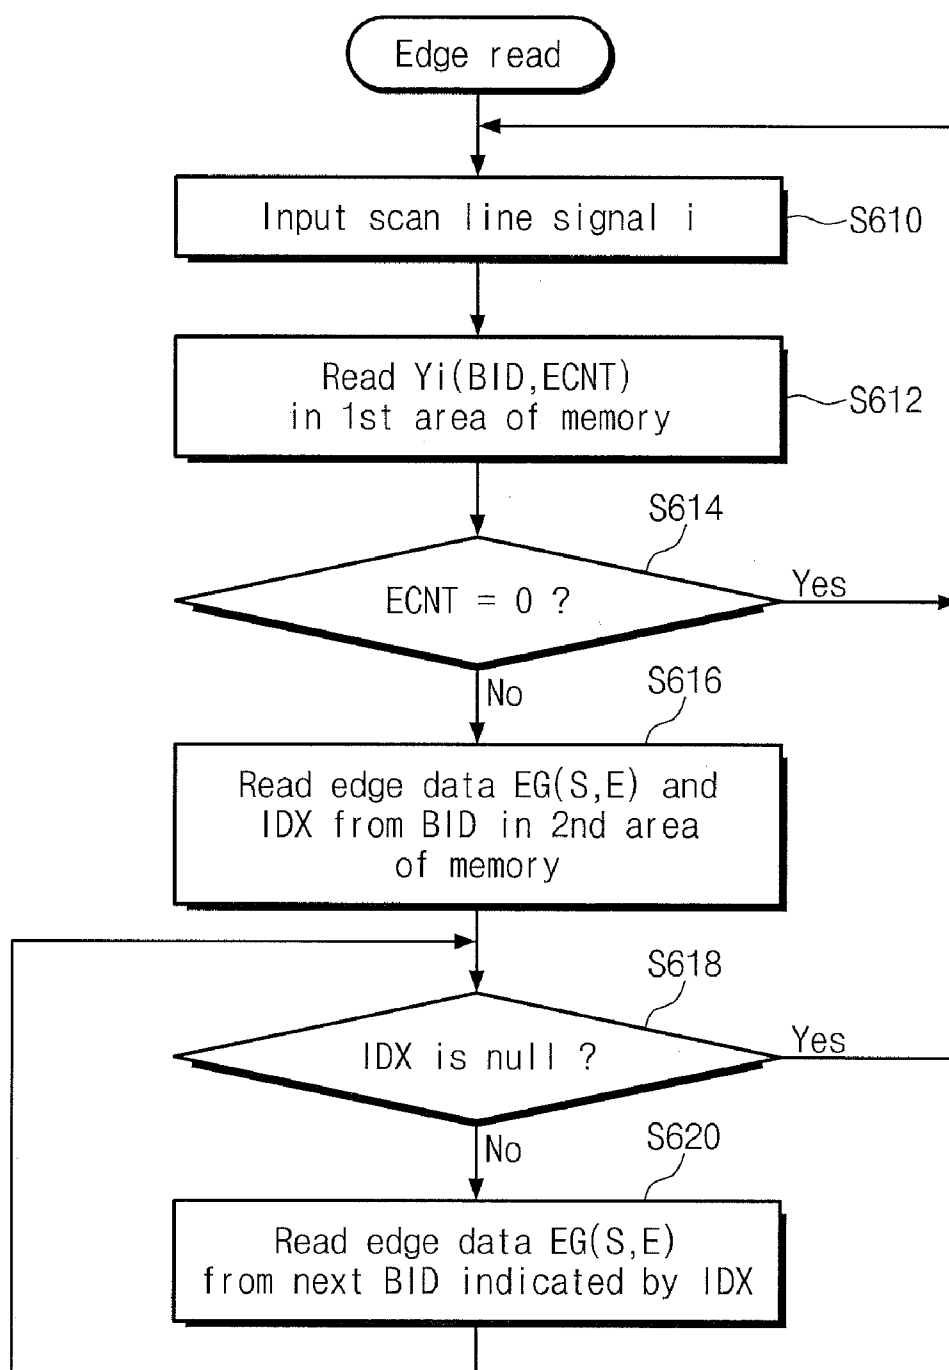 Edge read
Input scan line signal i
S610
Read Yi(BID,ECNT)
in 1st area of memory
S612
S614
ECNT = 0 ?
Yes
No
S616
Read edge data EG(S,E) and
IDX from BID in 2nd area
of memory
S618
IDX is null ?
Yes
No
S620
Read edge data EG(S,E)
from next BID indicated by IDX